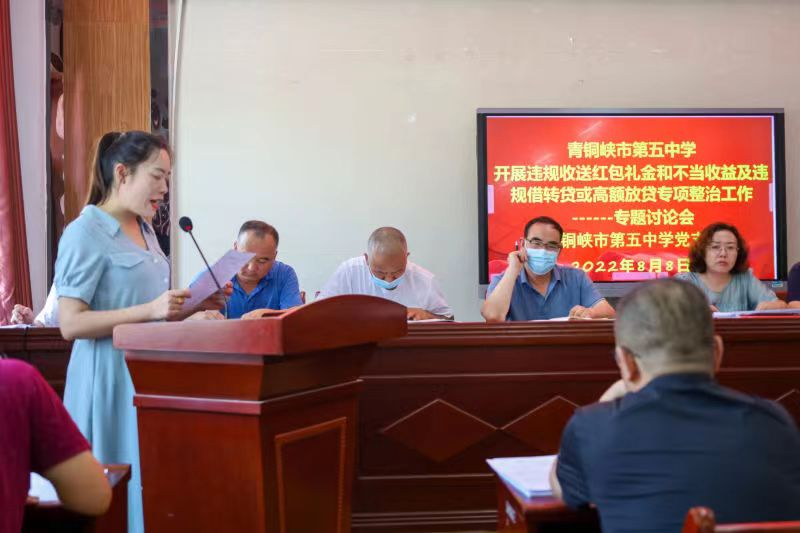 青铜峡市第五中学
开展违规收送红包礼金和不当收益及违
规借转贷或高额放贷专项整治工作
------专题讨论会
铜峡市第五中学党
2022年8月8